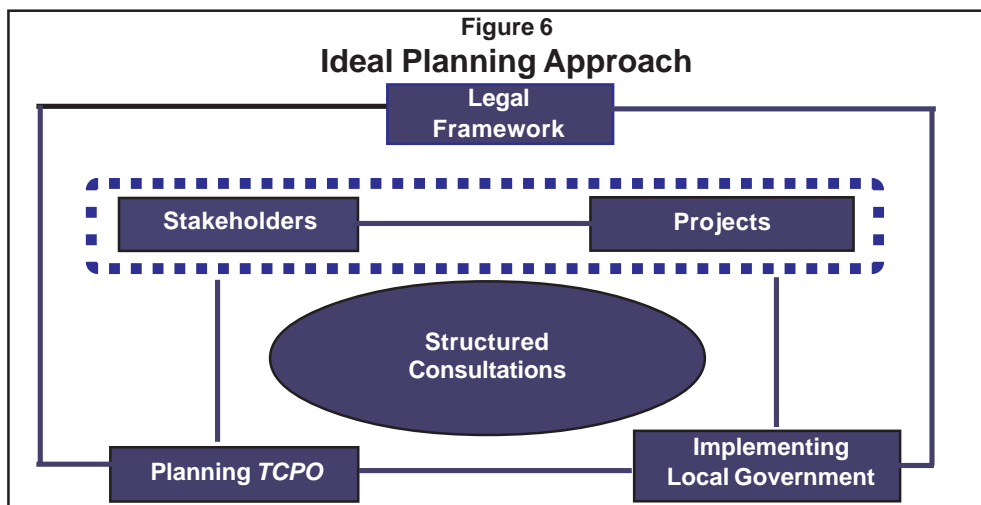 Figure 6
Ideal Planning Approach
Legal
Framework
Stakeholders
Projects
Structured
Consultations
Planning TCPO
Implementing
Local Government